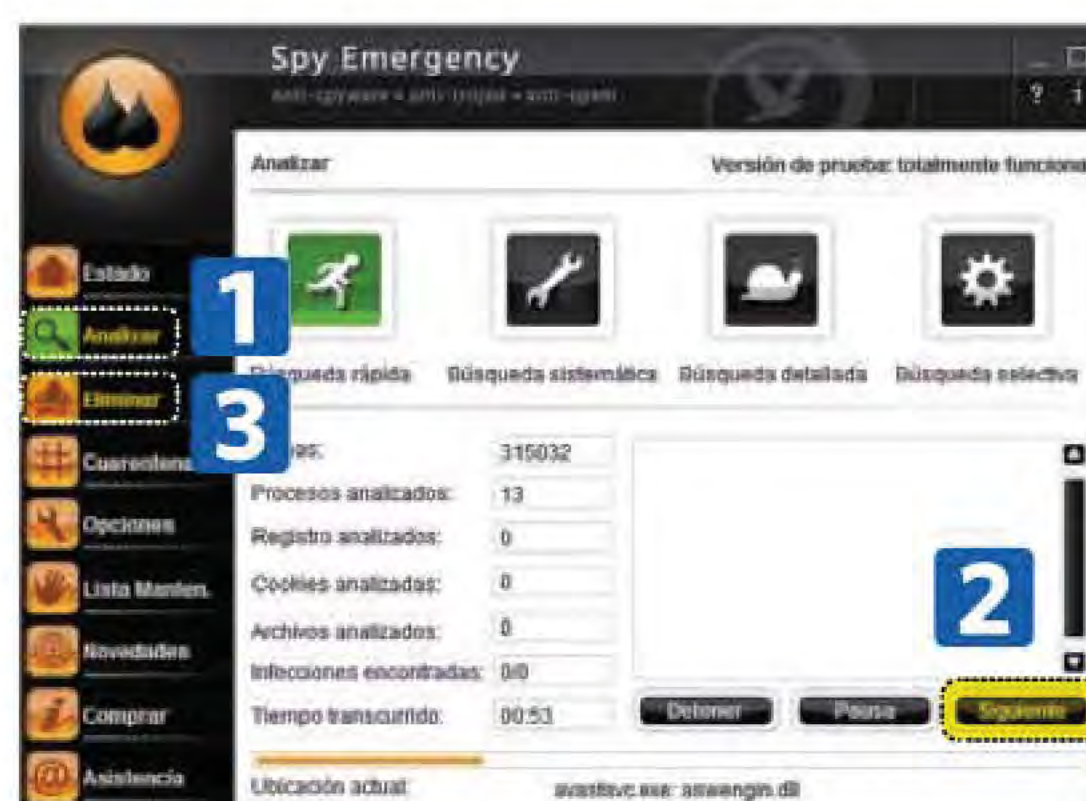 Spy Emergency
anti-spyware • anti-trojan • anti-spam
? i
Analizar
Versión de prueba: totalmente funciona
Estado
1
Analizar
Eliminar
3
Cuarentena
Opciones
Lista Manten.
Novedades
Comprar
Asistencia
Búsqueda rápida
Búsqueda sistemática
Búsqueda detallada
Búsqueda selectiva
315032
Procesos analizados: 13
Registro analizados: 0
Cookies analizadas: 0
Archivos analizados: 0
Infecciones encontradas: 0/0
Tiempo transcurrido: 00:53
2
Detener
Pausa
Siguiente
Ubicación actual:
avastsvc.exe: aswengin.dll